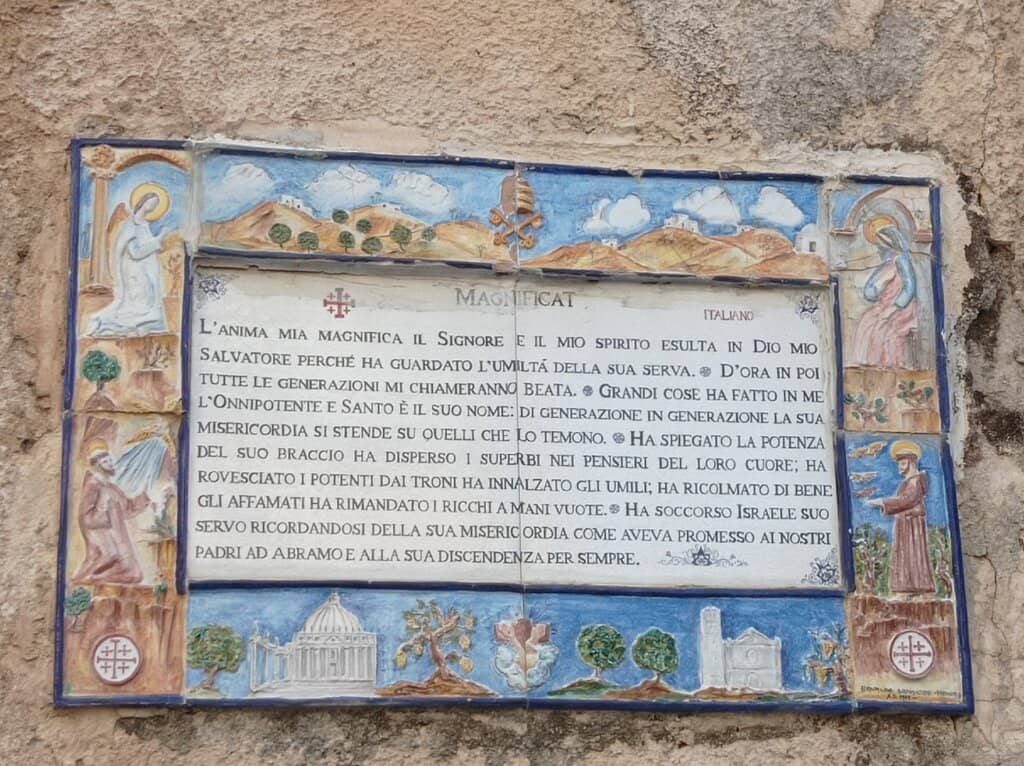 MAGNIFICAT
ITALIANO
L'ANIMA MIA MAGNIFICA IL SIGNORE E IL MIO SPIRITO ESULTA IN DIO MIO
SALVATORE PERCHÉ HA GUARDATO L'UMILTÁ DELLA SUA SERVA. D'ORA IN POI
TUTTE LE GENERAZIONI MI CHIAMERANNO BEATA. GRANDI COSE HA FATTO IN ME
L'ONNIPOTENTE E SANTO È IL SUO NOME: DI GENERAZIONE IN GENERAZIONE LA SUA
MISERICORDIA SI STENDE SU QUELLI CHE LO TEMONO. HA SPIEGATO LA POTENZA
DEL SUO BRACCIO HA DISPERSO I SUPERBI NEI PENSIERI DEL LORO CUORE; HA
ROVESCIATO I POTENTI DAI TRONI HA INNALZATO GLI UMILI; HA RICOLMATO DI BENE
GLI AFFAMATI HA RIMANDATO I RICCHI A MANI VUOTE. HA SOCCORSO ISRAELE SUO
SERVO RICORDANDOSI DELLA SUA MISERICORDIA COME AVEVA PROMESSO AI NOSTRI
PADRI AD ABRAMO E ALLA SUA DISCENDENZA PER SEMPRE.